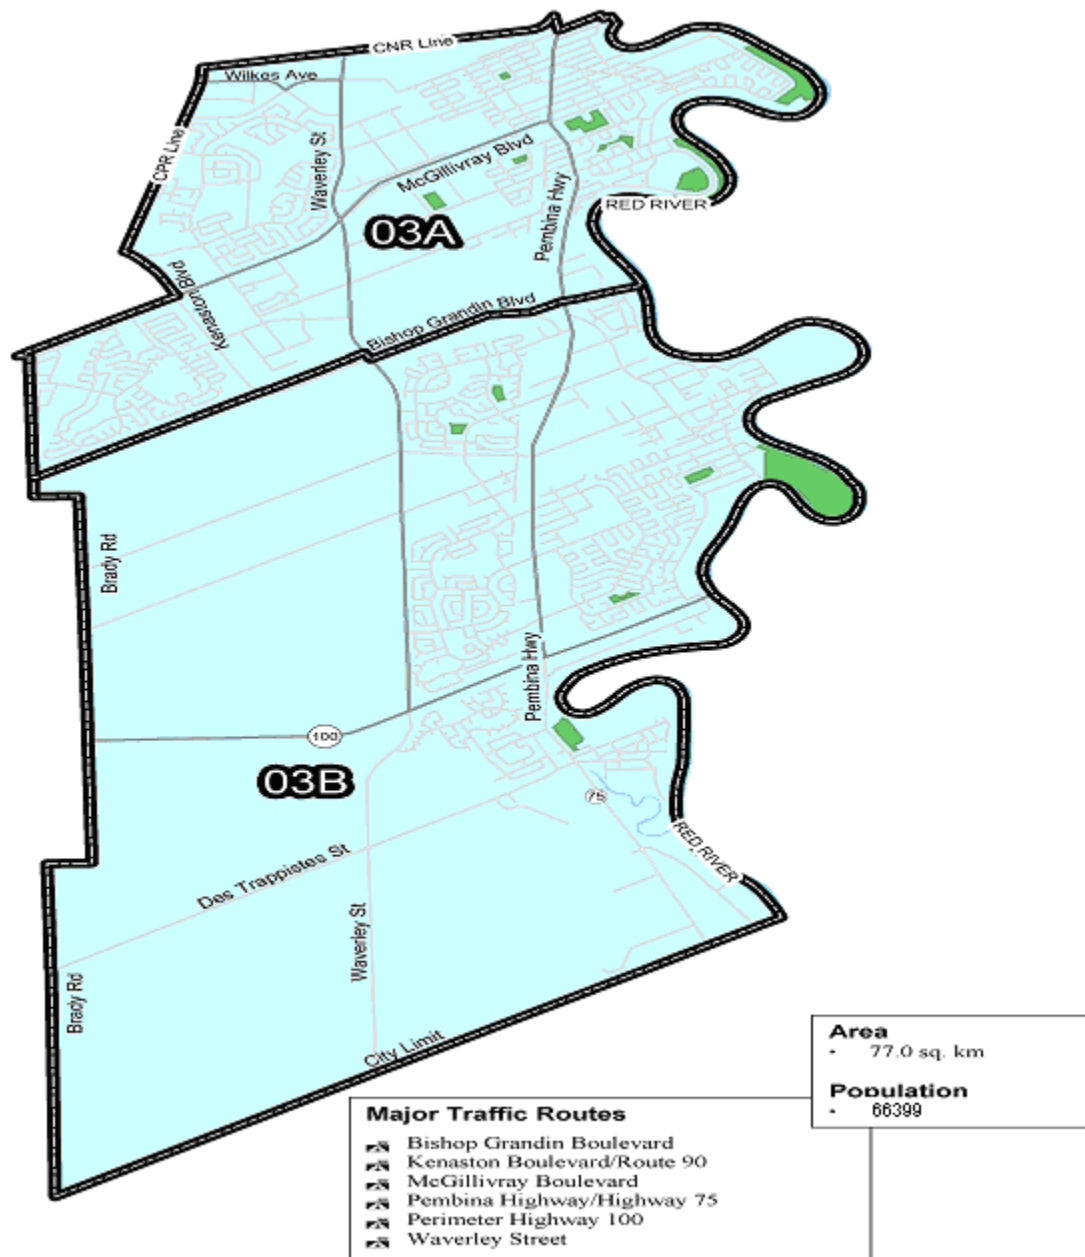 CNR Line
Wilkes Ave
CPR Line
Waverley St
McGillivray Blvd
Pembina Hwy
RED RIVER
03A
Kenaston Blvd
Bishop Grandin Blvd
Brady Rd
Pembina Hwy
100
03B
75
RED RIVER
Des Trappistes St
Waverley St
Brady Rd
City Limit
Area
• 77.0 sq. km
Population
• 66399
Major Traffic Routes
Bishop Grandin Boulevard
Kenaston Boulevard/Route 90
McGillivray Boulevard
Pembina Highway/Highway 75
Perimeter Highway 100
Waverley Street